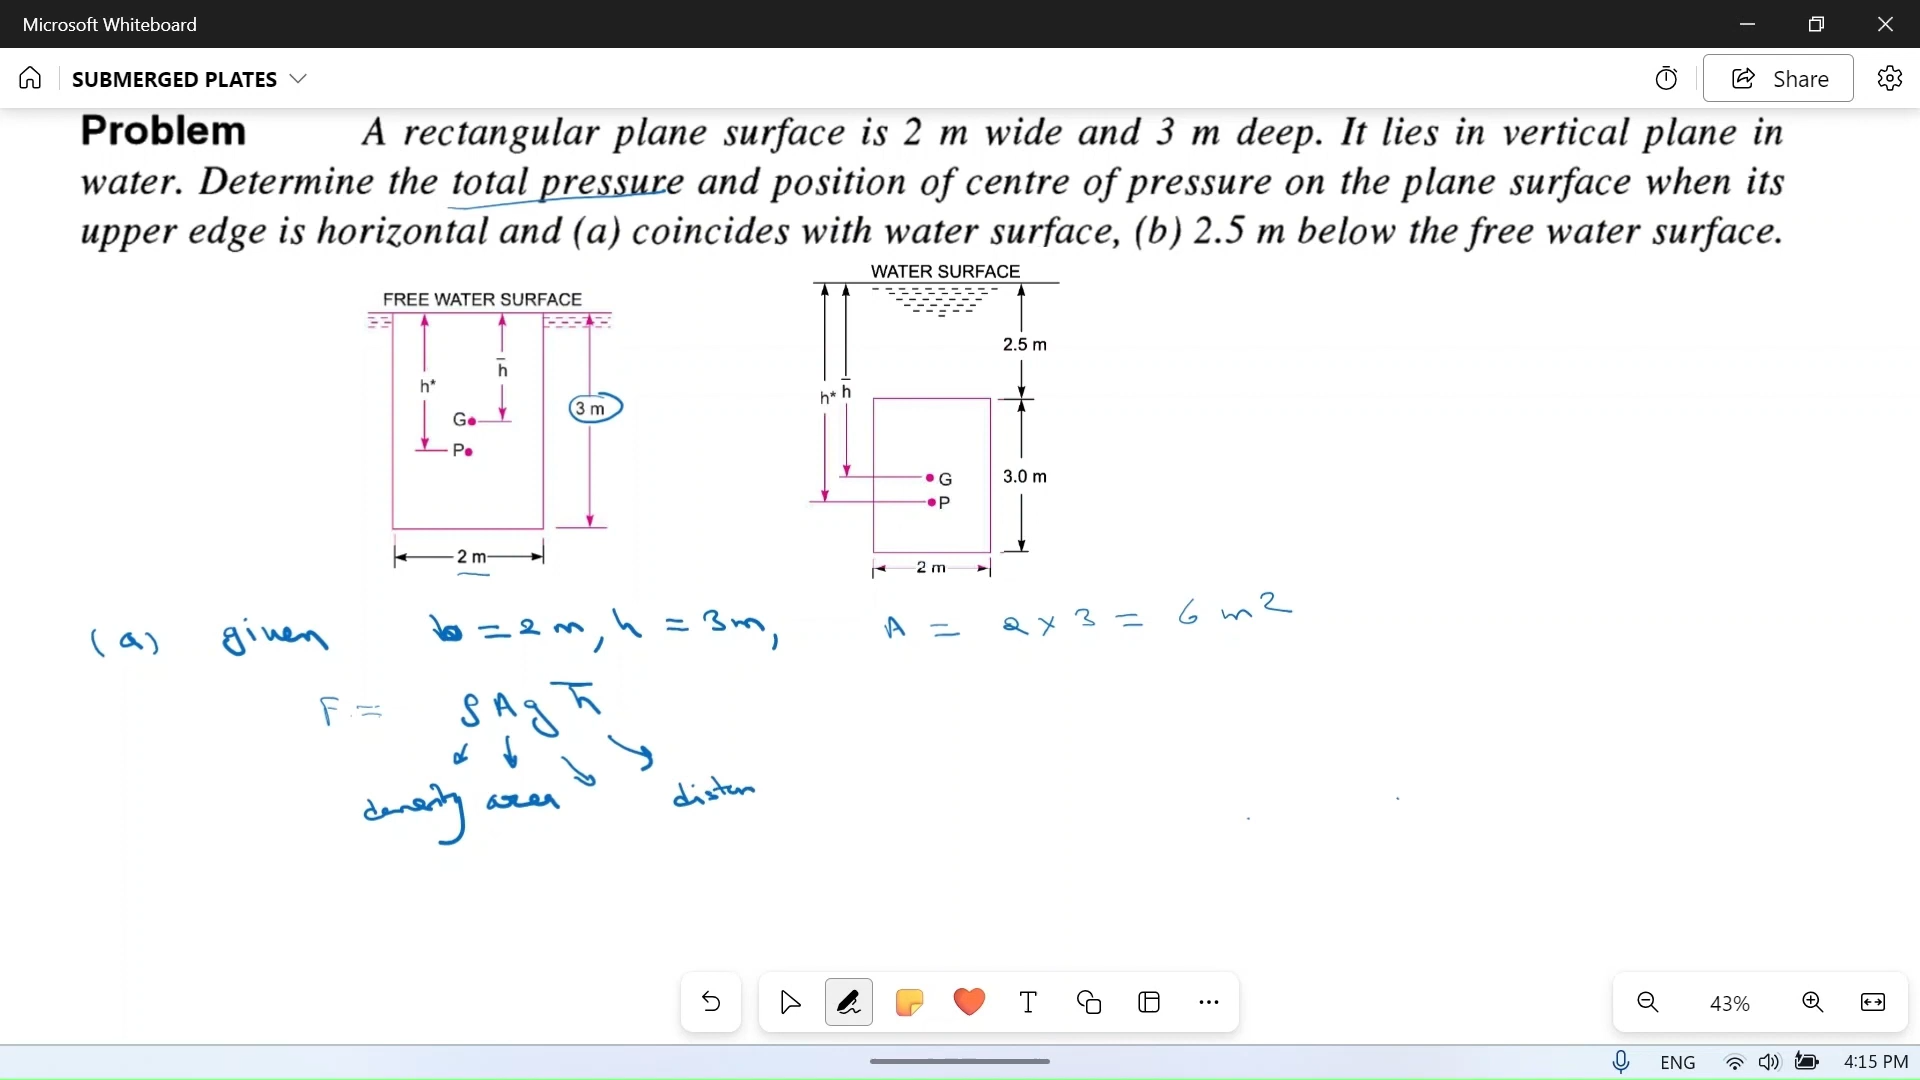 Microsoft Whiteboard
SUBMERGED PLATES
Share
Problem A rectangular plane surface is 2 m wide and 3 m deep. It lies in vertical plane in
water. Determine the total pressure and position of centre of pressure on the plane surface when its
upper edge is horizontal and (a) coincides with water surface, (b) 2.5 m below the free water surface.
FREE WATER SURFACE
h*
h̅
G
P
3 m
2 m
WATER SURFACE
2.5 m
h* h̅
G
P
3.0 m
2 m
(a) given b = 2 m, h = 3m, A = 2 x 3 = 6 m2
F = ρ A g h̅
density area distan
43%
ENG 4:15 PM